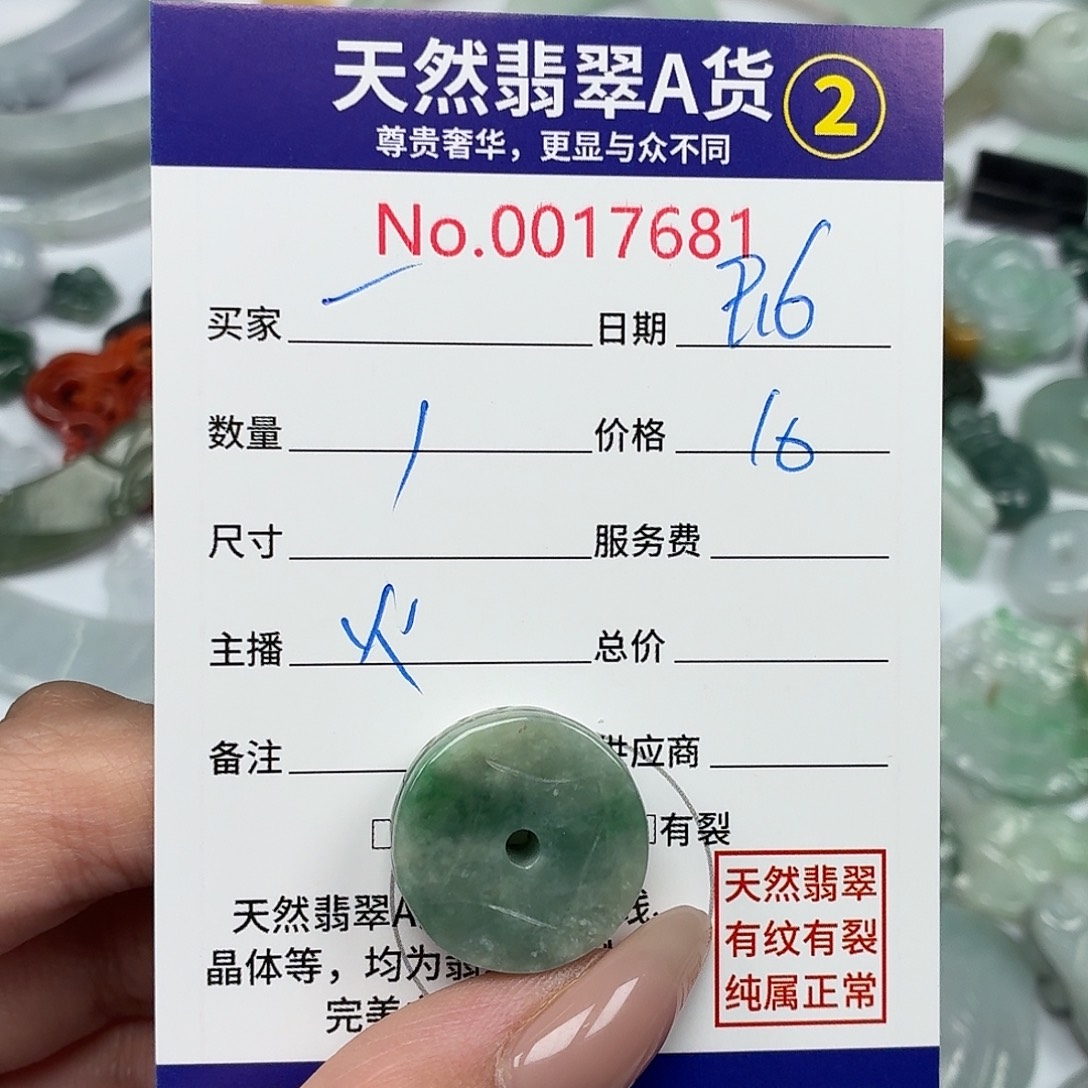 天然翡翠A货 2
尊贵奢华，更显与众不同
No.0017681
买家 一 日期
数量 1 价格 10
尺寸 服务费
主播 火 总价
备注 供应商
有裂
天然翡翠A
晶体等，均为翡
完美
天然翡翠
有纹有裂
纯属正常